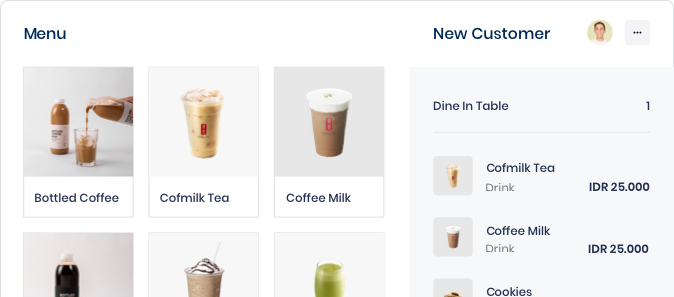 Menu
New Customer
Dine In Table 1
Bottled Coffee
Cofmilk Tea
Coffee Milk
Cofmilk Tea
Drink IDR 25.000
Coffee Milk
Drink IDR 25.000
Cookies